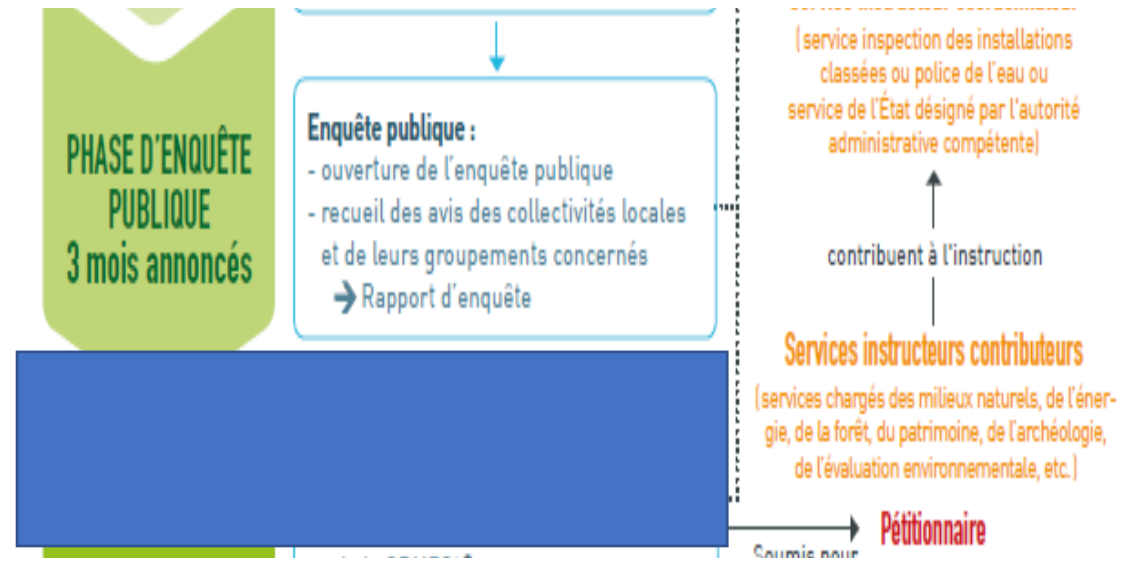 PHASE D'ENQUÊTE
PUBLIQUE
3 mois annoncés
Enquête publique :
- ouverture de l'enquête publique
- recueil des avis des collectivités locales
et de leurs groupements concernés
→ Rapport d'enquête
(service inspection des installations
classées ou police de l'eau ou
service de l'État désigné par l'autorité
administrative compétente)
contribuent à l'instruction
Services instructeurs contributeurs
(services chargés des milieux naturels, de l'éner-
gie, de la forêt, du patrimoine, de l'archéologie,
de l'évaluation environnementale, etc.)
Pétitionnaire
Soumis pour